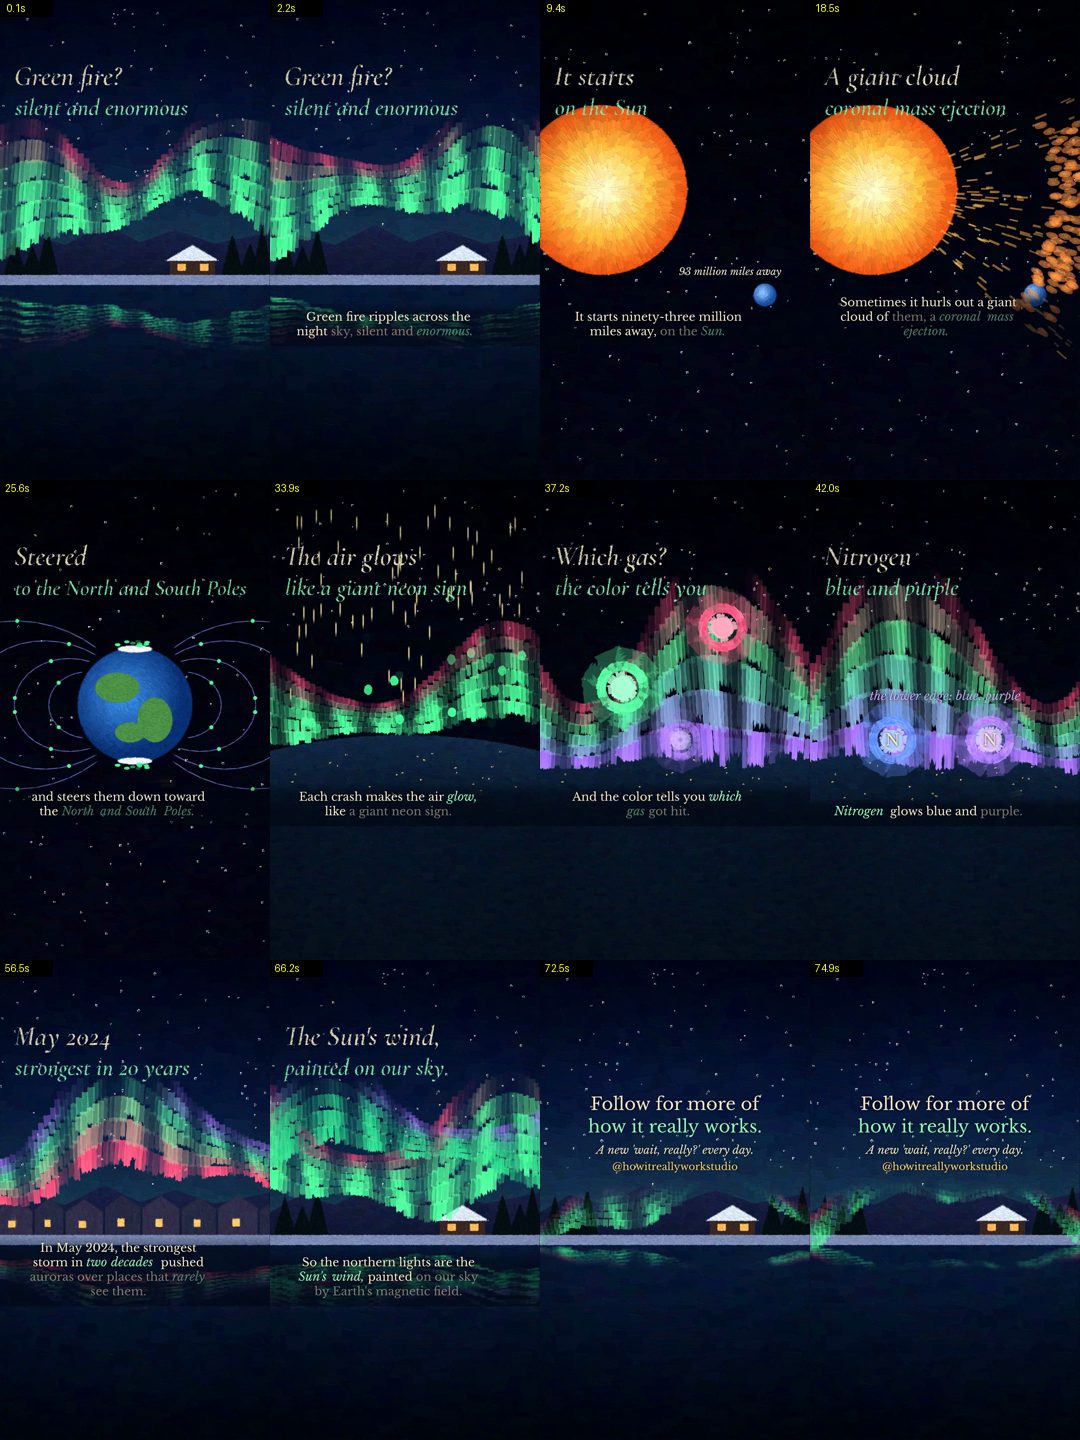 0.1s
Green fire?
silent and enormous
2.2s
Green fire?
silent and enormous
Green fire ripples across the
night sky, silent and enormous.
9.4s
It starts
on the Sun
93 million miles away
It starts ninety-three million
miles away, on the Sun.
18.5s
A giant cloud
coronal mass ejection
Sometimes it hurls out a giant
cloud of them, a coronal mass
ejection.
25.6s
Steered
to the North and South Poles
and steers them down toward
the North and South Poles.
33.9s
The air glows!
like a giant neon sign
Each crash makes the air glow,
like a giant neon sign.
37.2s
Which gas?
the color tells you
And the color tells you which
gas got hit.
42.0s
Nitrogen
blue and purple
the lower edge: blue-purple
N
N
Nitrogen glows blue and purple.
56.5s
May 2024
strongest in 20 years
In May 2024, the strongest
storm in two decades pushed
auroras over places that rarely
see them.
66.2s
The Sun's wind,
painted on our sky.
So the northern lights are the
Sun's wind, painted on our sky
by Earth's magnetic field.
72.5s
Follow for more of
how it really works.
A new 'wait, really?' every day.
@howitreallyworkstudio
74.9s
Follow for more of
how it really works.
A new 'wait, really?' every day.
@howitreallyworkstudio